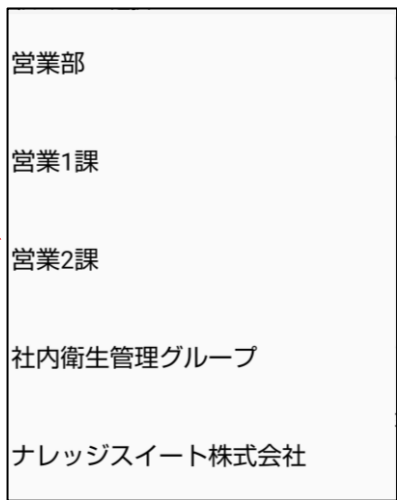 営業部
営業1課
営業2課
社内衛生管理グループ
ナレッジスイート株式会社